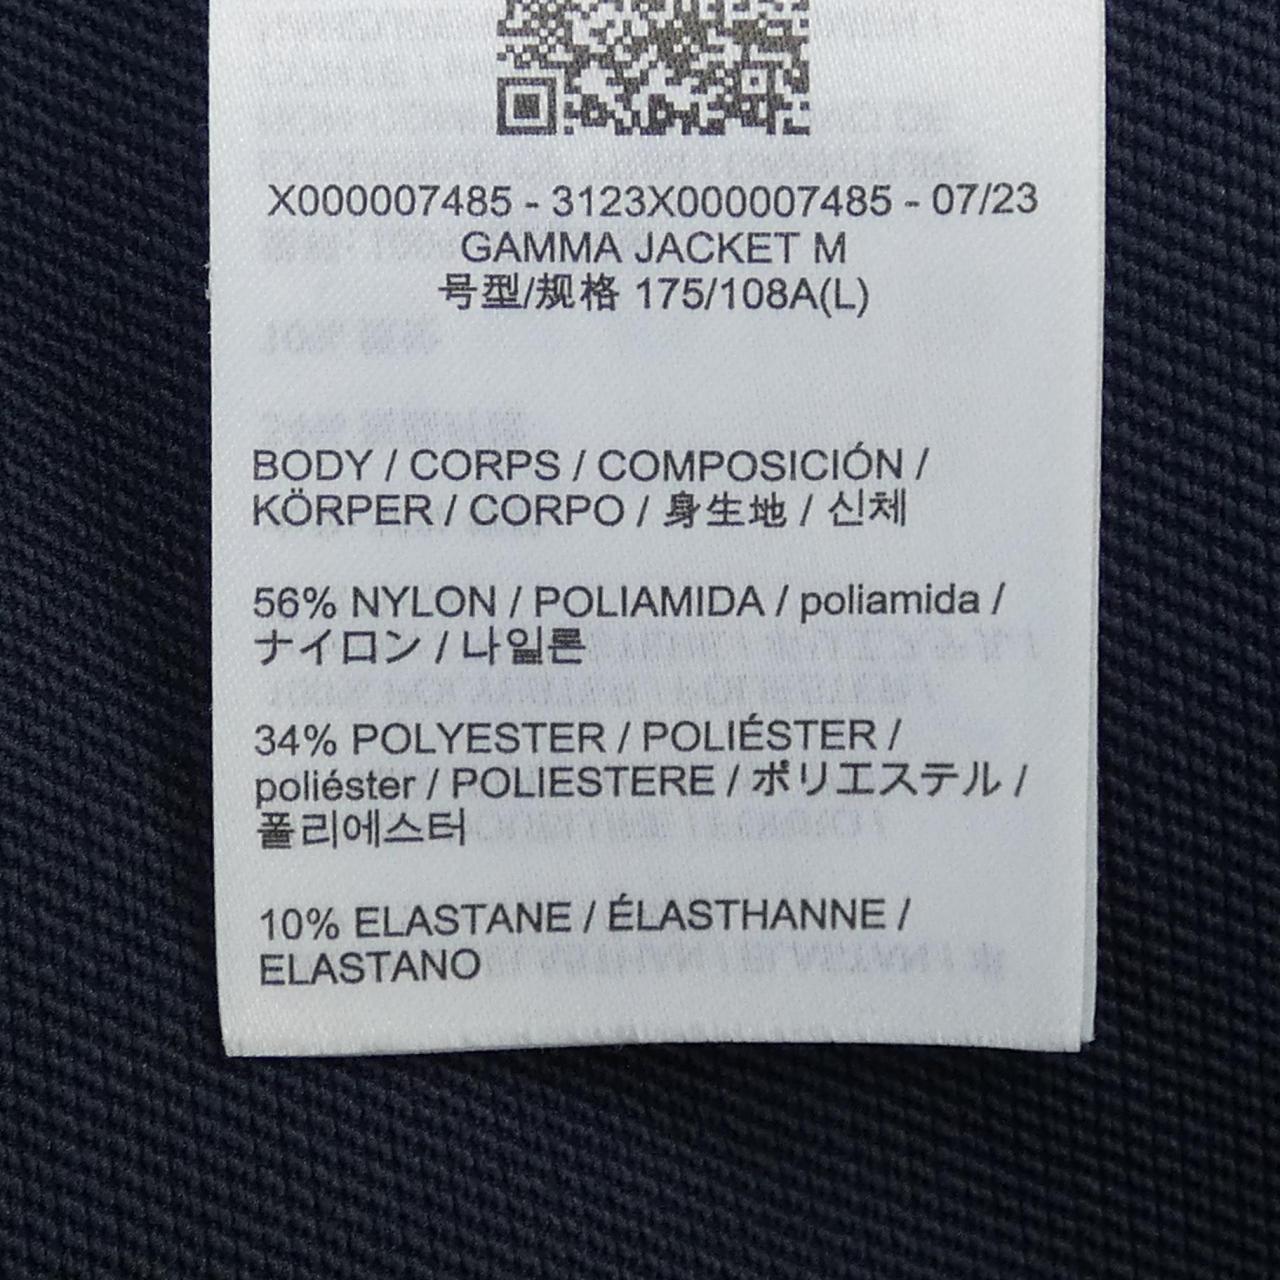 X000007485 - 3123X000007485 - 07/23
GAMMA JACKET M
号型/规格 175/108A(L)
BODY / CORPS / COMPOSICIÓN /
KÖRPER / CORPO / 身生地 / 신체
56% NYLON / POLIAMIDA / poliamida /
ナイロン / 나일론
34% POLYESTER / POLIÉSTER /
poliéster / POLIESTERE / ポリエステル /
폴리에스터
10% ELASTANE / ÉLASTHANNE /
ELASTANO